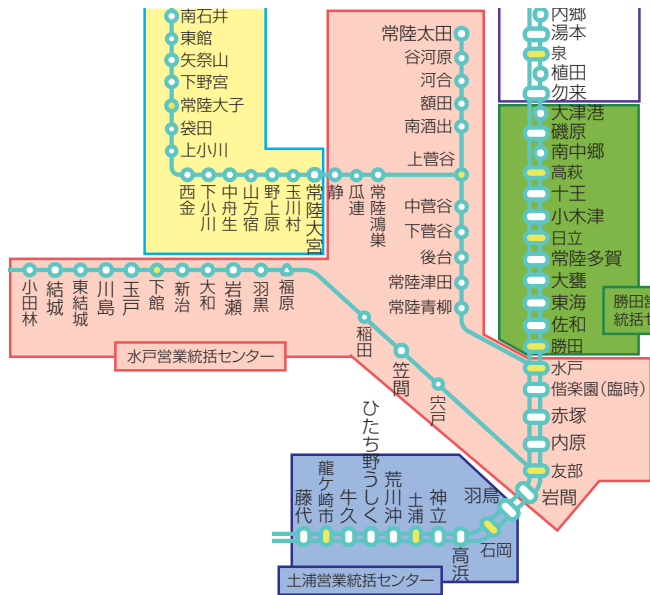 南石井
東館
矢祭山
下野宮
常陸大子
袋田
上小川
西金
下小川
中舟生
山方宿
野上原
玉川村
常陸大宮
静
瓜連
常陸鴻巣
常陸太田
谷河原
河合
額田
南酒出
上菅谷
中菅谷
下菅谷
後台
常陸津田
常陸青柳
内郷
湯本
泉
植田
勿来
大津港
磯原
南中郷
高萩
十王
小木津
日立
常陸多賀
大甕
東海
佐和
勝田
勝田営
統括セ
水戸
偕楽園(臨時)
赤塚
内原
友部
岩間
小田林
結城
東結城
川島
玉戸
下館
新治
大和
岩瀬
羽黒
福原
稲田
笠間
宍戸
水戸営業統括センター
藤代
龍ケ崎市
牛久
ひたち野うしく
荒川沖
土浦
神立
高浜
石岡
羽鳥
土浦営業統括センター